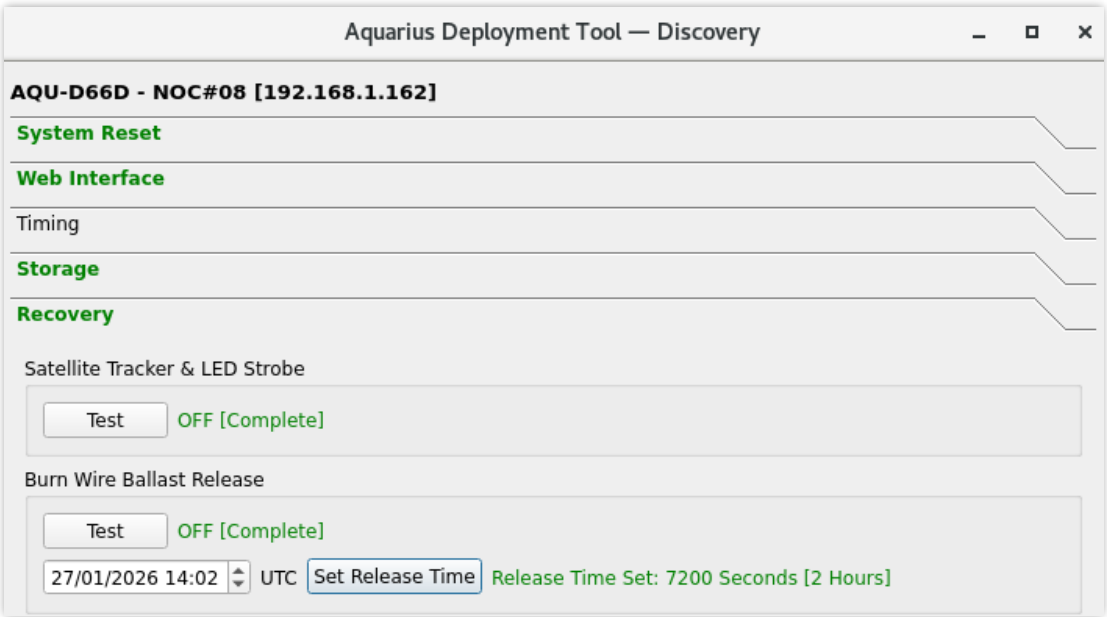 Aquarius Deployment Tool — Discovery
AQU-D66D - NOC#08 [192.168.1.162]
System Reset
Web Interface
Timing
Storage
Recovery
Satellite Tracker & LED Strobe
Test OFF [Complete]
Burn Wire Ballast Release
Test OFF [Complete]
27/01/2026 14:02 UTC Set Release Time Release Time Set: 7200 Seconds [2 Hours]